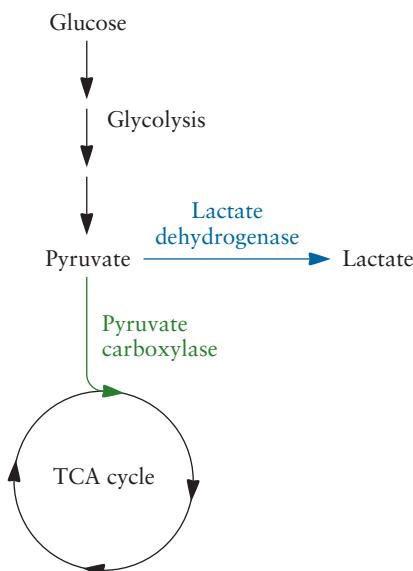 Glucose
Glycolysis
Lactate
dehydrogenase
Pyruvate
Lactate
Pyruvate
carboxylase
TCA cycle